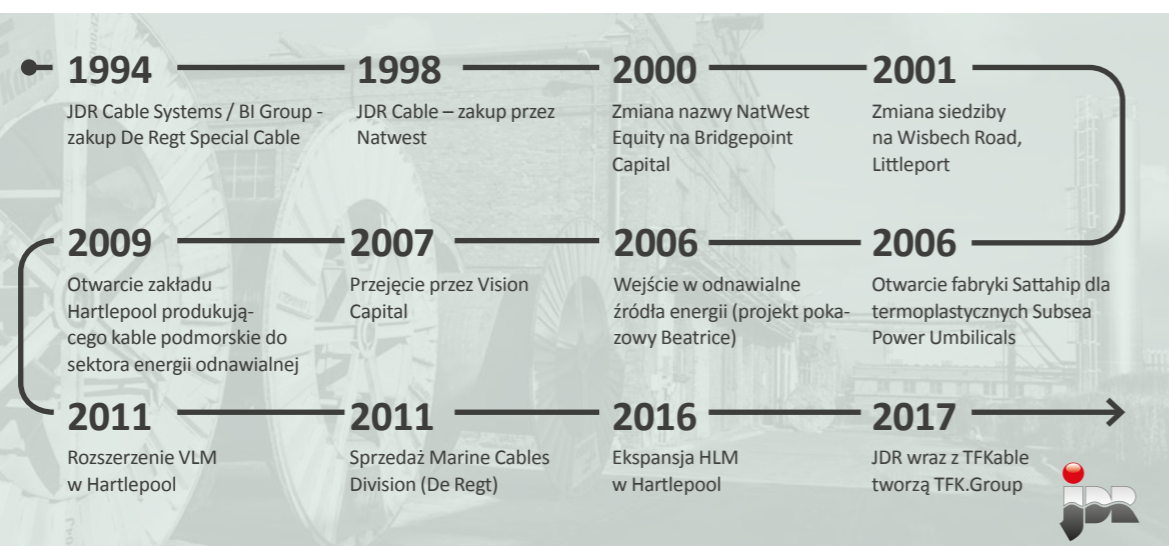 1994
JDR Cable Systems / BI Group -
zakup De Regt Special Cable
1998
JDR Cable – zakup przez
Natwest
2000
Zmiana nazwy NatWest
Equity na Bridgepoint
Capital
2001
Zmiana siedziby
na Wisbech Road,
Littleport
2006
Otwarcie fabryki Sattahip dla
termoplastycznych Subsea
Power Umbilicals
2006
Wejście w odnawialne
źródła energii (projekt poka-
zowy Beatrice)
2007
Przejęcie przez Vision
Capital
2009
Otwarcie zakładu
Hartlepool produkują-
cego kable podmorskie do
sektora energii odnawialnej
2011
Rozszerzenie VLM
w Hartlepool
2011
Sprzedaż Marine Cables
Division (De Regt)
2016
Ekspansja HLM
w Hartlepool
2017
JDR wraz z TFKable
tworzą TFK.Group
JDR